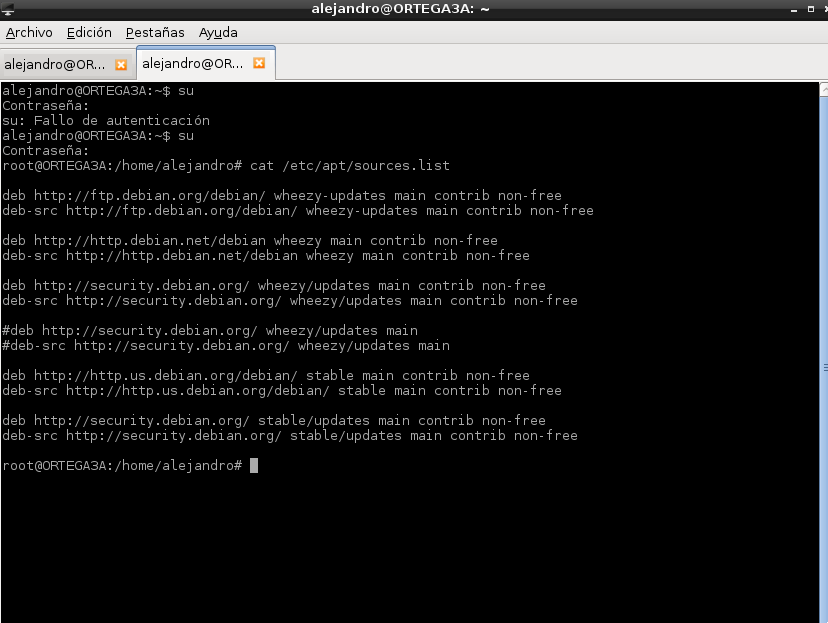 alejandro@ORTEGA3A: ~
Archivo Edición Pestañas Ayuda
alejandro@OR... alejandro@OR...
alejandro@ORTEGA3A:~$ su
Contraseña:
su: Fallo de autenticación
alejandro@ORTEGA3A:~$ su
Contraseña:
root@ORTEGA3A:/home/alejandro# cat /etc/apt/sources.list
deb http://ftp.debian.org/debian/ wheezy-updates main contrib non-free
deb-src http://ftp.debian.org/debian/ wheezy-updates main contrib non-free
deb http://http.debian.net/debian wheezy main contrib non-free
deb-src http://http.debian.net/debian wheezy main contrib non-free
deb http://security.debian.org/ wheezy/updates main contrib non-free
deb-src http://security.debian.org/ wheezy/updates main contrib non-free
#deb http://security.debian.org/ wheezy/updates main
#deb-src http://security.debian.org/ wheezy/updates main
deb http://http.us.debian.org/debian/ stable main contrib non-free
deb-src http://http.us.debian.org/debian/ stable main contrib non-free
deb http://security.debian.org/ stable/updates main contrib non-free
deb-src http://security.debian.org/ stable/updates main contrib non-free
root@ORTEGA3A:/home/alejandro#